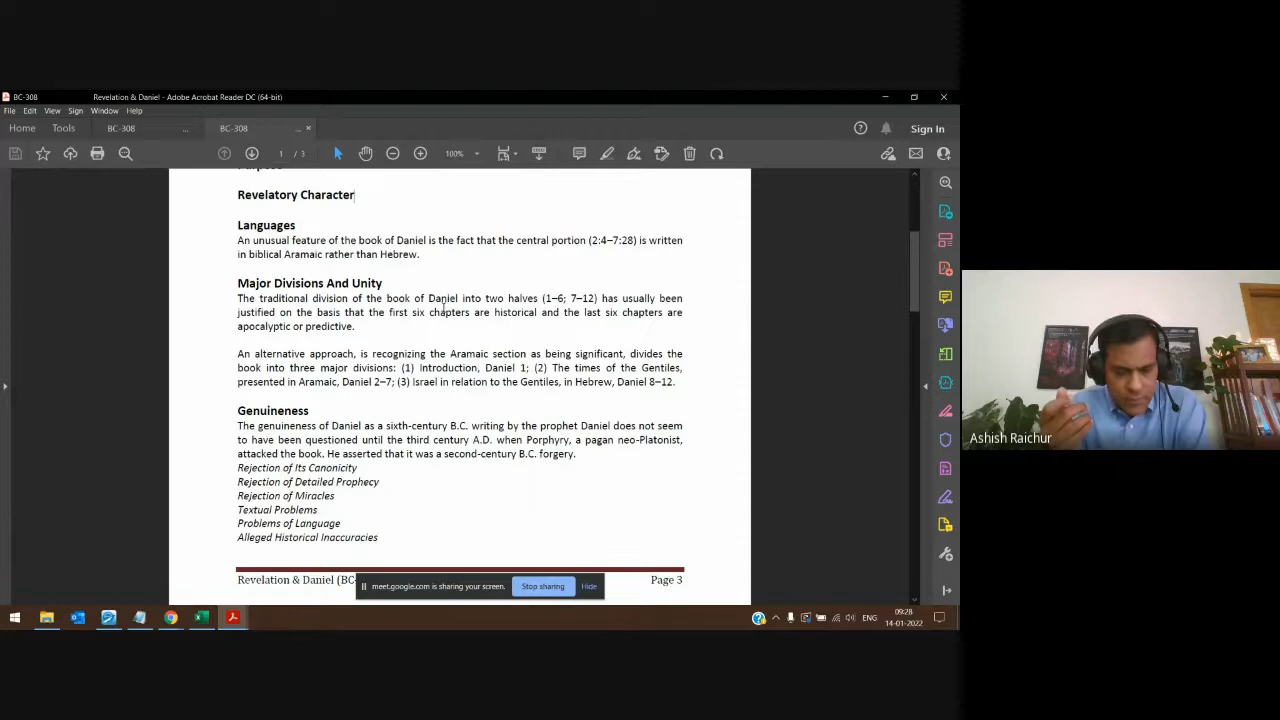 BC-308 Revelation & Daniel - Adobe Acrobat Reader DC (64-bit)
File Edit View Sign Window Help
Home Tools BC-308 ... BC-308 ... ×
1 / 3 100% Sign In
Revelatory Character
Languages
An unusual feature of the book of Daniel is the fact that the central portion (2:4–7:28) is written
in biblical Aramaic rather than Hebrew.
Major Divisions And Unity
The traditional division of the book of Daniel into two halves (1–6; 7–12) has usually been
justified on the basis that the first six chapters are historical and the last six chapters are
apocalyptic or predictive.
An alternative approach, is recognizing the Aramaic section as being significant, divides the
book into three major divisions: (1) Introduction, Daniel 1; (2) The times of the Gentiles,
presented in Aramaic, Daniel 2–7; (3) Israel in relation to the Gentiles, in Hebrew, Daniel 8–12.
Genuineness
The genuineness of Daniel as a sixth-century B.C. writing by the prophet Daniel does not seem
to have been questioned until the third century A.D. when Porphyry, a pagan neo-Platonist,
attacked the book. He asserted that it was a second-century B.C. forgery.
Rejection of Its Canonicity
Rejection of Detailed Prophecy
Rejection of Miracles
Textual Problems
Problems of Language
Alleged Historical Inaccuracies
Revelation & Daniel (BC- Page 3
meet.google.com is sharing your screen. Stop sharing Hide
Ashish Raichur
ENG 09:28
14-01-2022